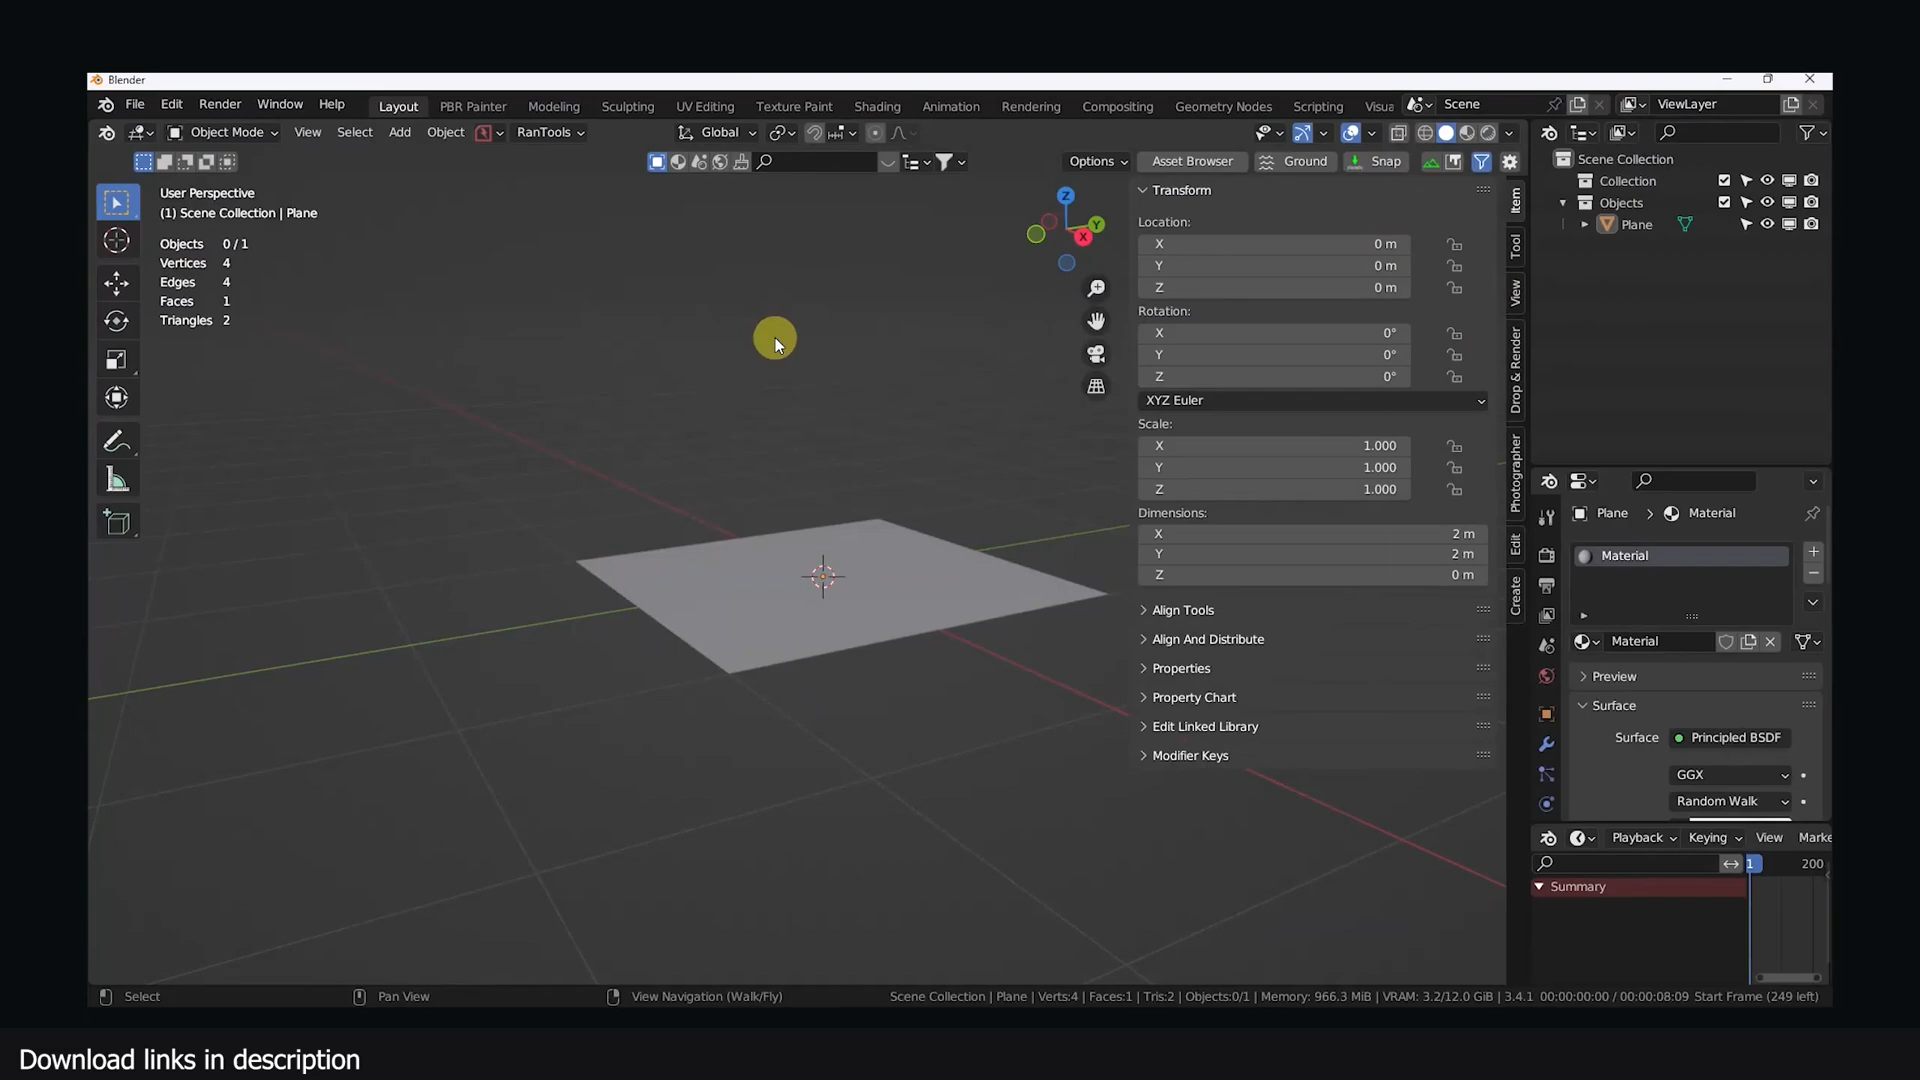 Blender
File Edit Render Window Help Layout PBR Painter Modeling Sculpting UV Editing Texture Paint Shading Animation Rendering Compositing Geometry Nodes Scripting Visua Scene ViewLayer
Object Mode View Select Add Object RanTools Global
Options Asset Browser Ground Snap
User Perspective
(1) Scene Collection | Plane
Objects 0 / 1
Vertices 4
Edges 4
Faces 1
Triangles 2
Z
Y
X
Transform
Location:
X 0 m
Y 0 m
Z 0 m
Rotation:
X 0°
Y 0°
Z 0°
XYZ Euler
Scale:
X 1.000
Y 1.000
Z 1.000
Dimensions:
X 2 m
Y 2 m
Z 0 m
Align Tools
Align And Distribute
Properties
Property Chart
Edit Linked Library
Modifier Keys
Item
Tool
View
Drop & Render
Photographer
Edit
Create
Scene Collection
Collection
Objects
Plane
Plane > Material
Material
Material
Preview
Surface
Surface Principled BSDF
GGX
Random Walk
Playback Keying View Marke
1 200
Summary
Select Pan View View Navigation (Walk/Fly) Scene Collection | Plane | Verts:4 | Faces:1 | Tris:2 | Objects:0/1 | Memory: 966.3 MiB | VRAM: 3.2/12.0 GiB | 3.4.1 00:00:00:00 / 00:00:08:09 Start Frame (249 left)
Download links in description